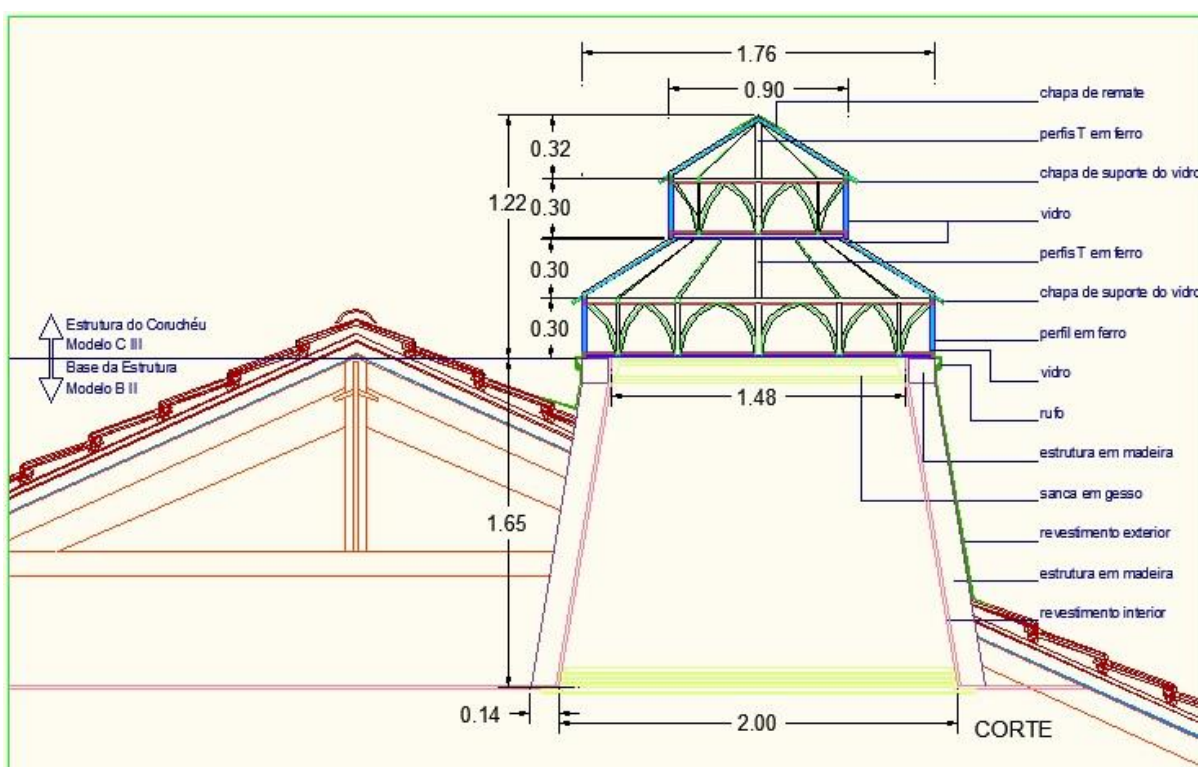 1.76
0.90
chapa de remate
perfis T em ferro
0.32
chapa de suporte do vidro
1.22
0.30
vidro
perfis T em ferro
0.30
chapa de suporte do vidro
0.30
perfil em ferro
Estrutura do Coruchéu
Modelo C III
Base da Estrutura
Modelo B II
vidro
1.48
rufo
estrutura em madeira
sanca em gesso
1.65
revestimento exterior
estrutura em madeira
revestimento interior
0.14
2.00
CORTE